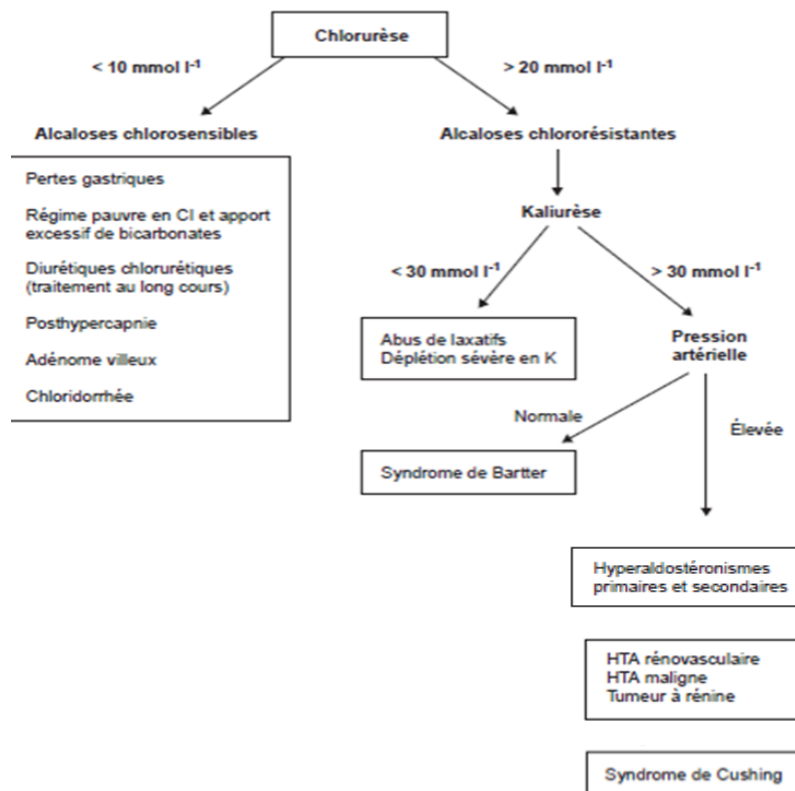 Chlorurèse
< 10 mmol l-1
> 20 mmol l-1
Alcaloses chlorosensibles
Alcaloses chlororésistantes
Pertes gastriques
Régime pauvre en Cl et apport
excessif de bicarbonates
Diurétiques chlorurétiques
(traitement au long cours)
Posthypercapnie
Adénome villeux
Chloridorrhée
Kaliurèse
< 30 mmol l-1
> 30 mmol l-1
Abus de laxatifs
Déplétion sévère en K
Pression
artérielle
Normale
Élevée
Syndrome de Bartter
Hyperaldostéronismes
primaires et secondaires
HTA rénovasculaire
HTA maligne
Tumeur à rénine
Syndrome de Cushing